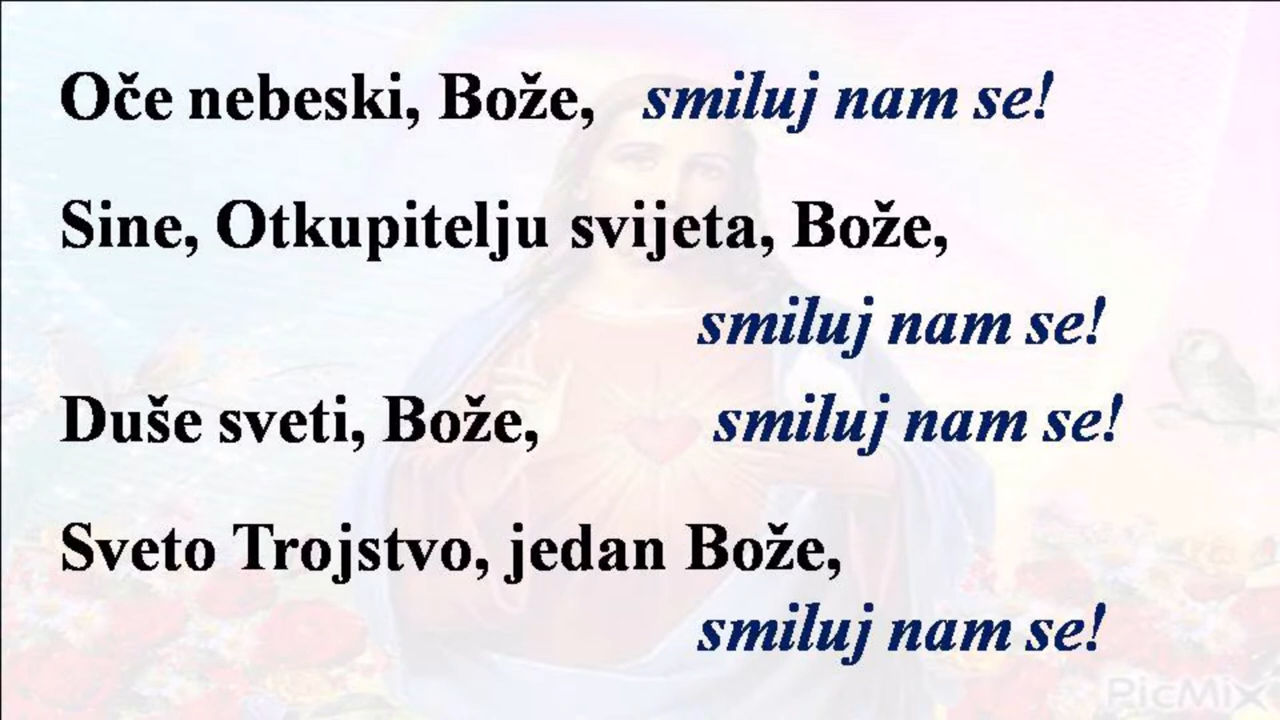 Oče nebeski, Bože, smiluj nam se!
Sine, Otkupitelju svijeta, Bože,
smiluj nam se!
Duše sveti, Bože, smiluj nam se!
Sveto Trojstvo, jedan Bože,
smiluj nam se!
PicMix